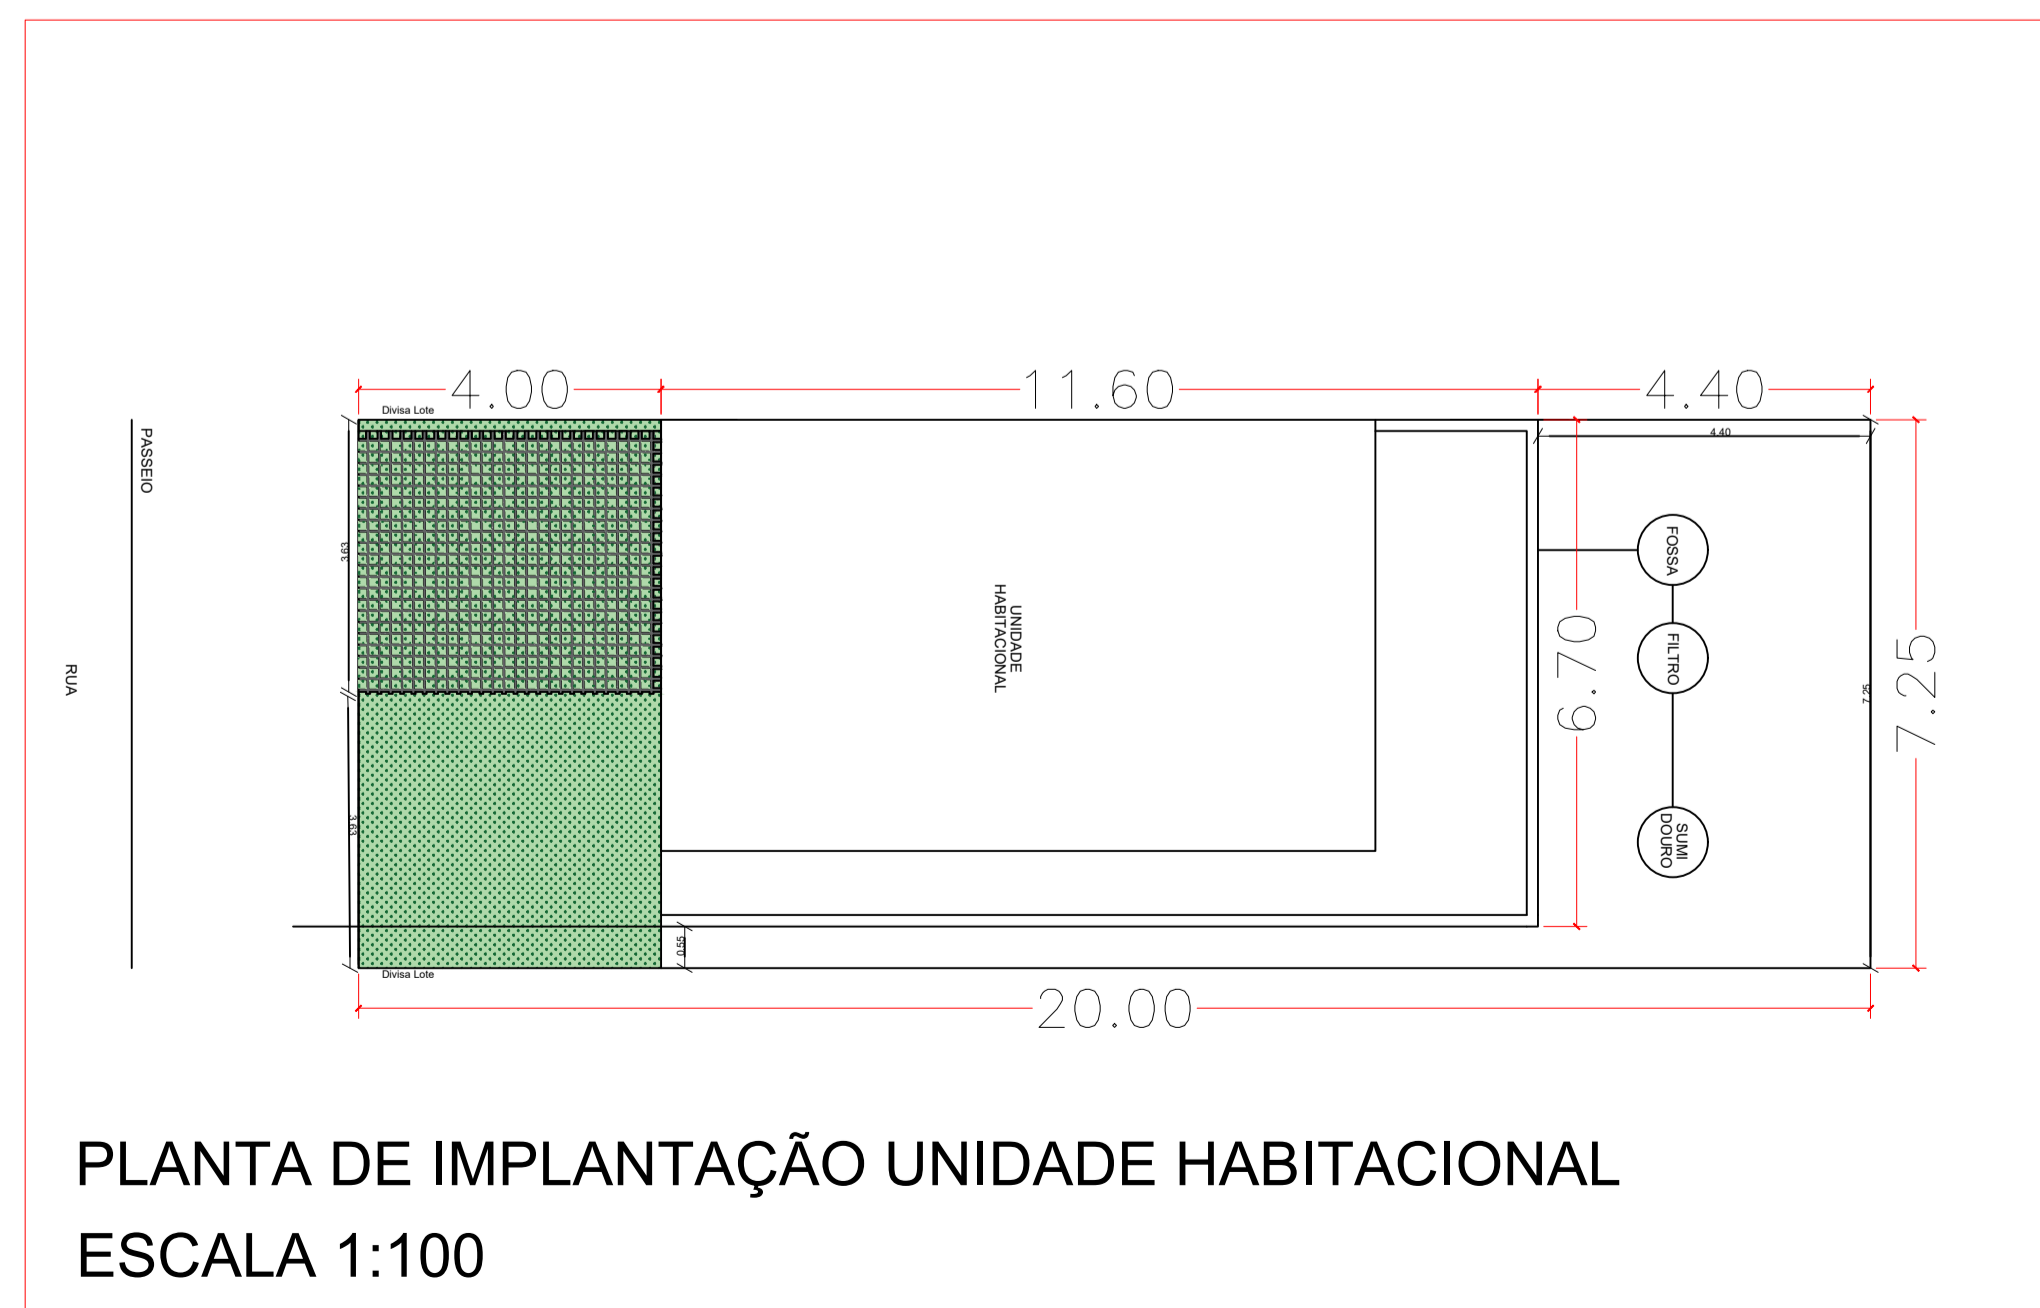 4.00
11.60
4.40
Divisa Lote
4.40
PASSEIO
RUA
3.63
3.63
UNIDADE
HABITACIONAL
FOSSA
FILTRO
SUMI
DOURO
6.70
7.25
7.25
0.55
Divisa Lote
20.00
PLANTA DE IMPLANTAÇÃO UNIDADE HABITACIONAL
ESCALA 1:100